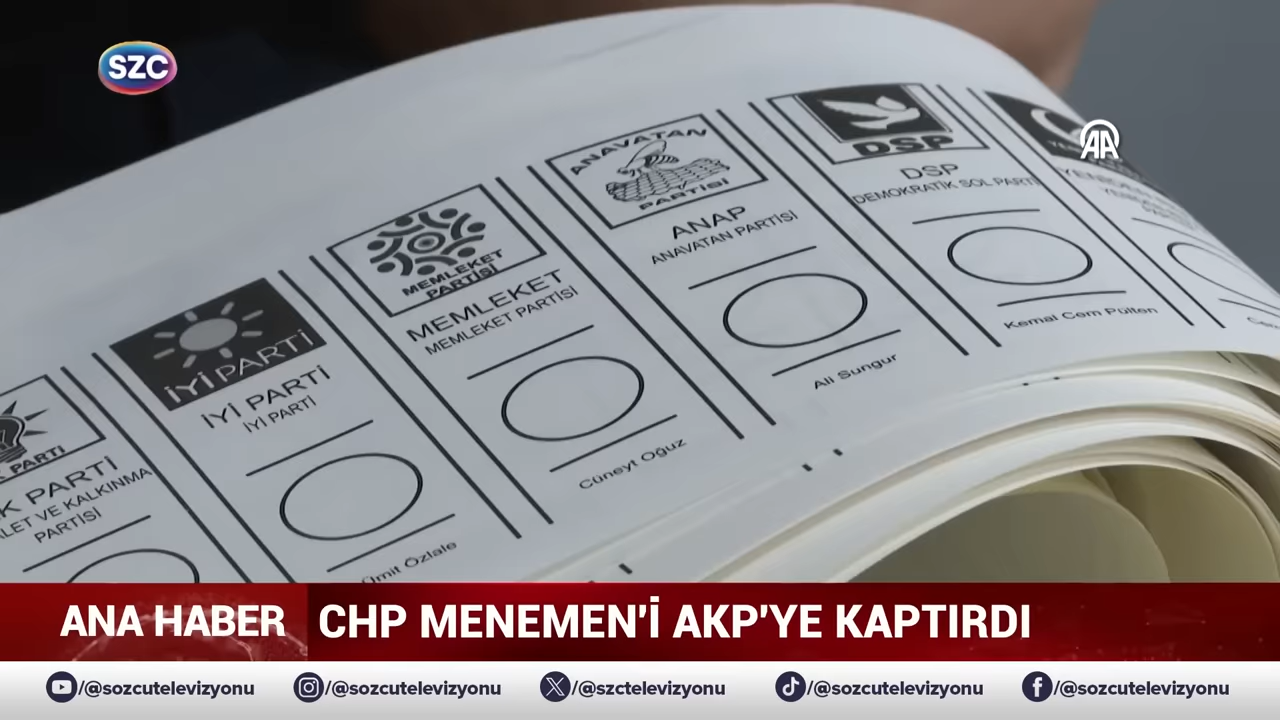 SZC
AA
K PARTİ
K PARTİ
LET VE KALKINMA
PARTİSİ
İYİ PARTİ
İYİ PARTİ
İYİ PARTİ
Ümit Özlale
MEMLEKET
PARTİSİ
MEMLEKET
MEMLEKET PARTİSİ
Cüneyt Oğuz
ANAVATAN
PARTİSİ
ANAP
ANAVATAN PARTİSİ
Ali Sungur
DSP
DSP
DEMOKRATİK SOL PARTİ
Kemal Cem Pülten
ANA HABER
CHP MENEMEN'İ AKP'YE KAPTIRDI
/@sozcutelevizyonu
/@sozcutelevizyonu
/@szctelevizyonu
/@sozcutelevizyonu
/@sozcutelevizyonu